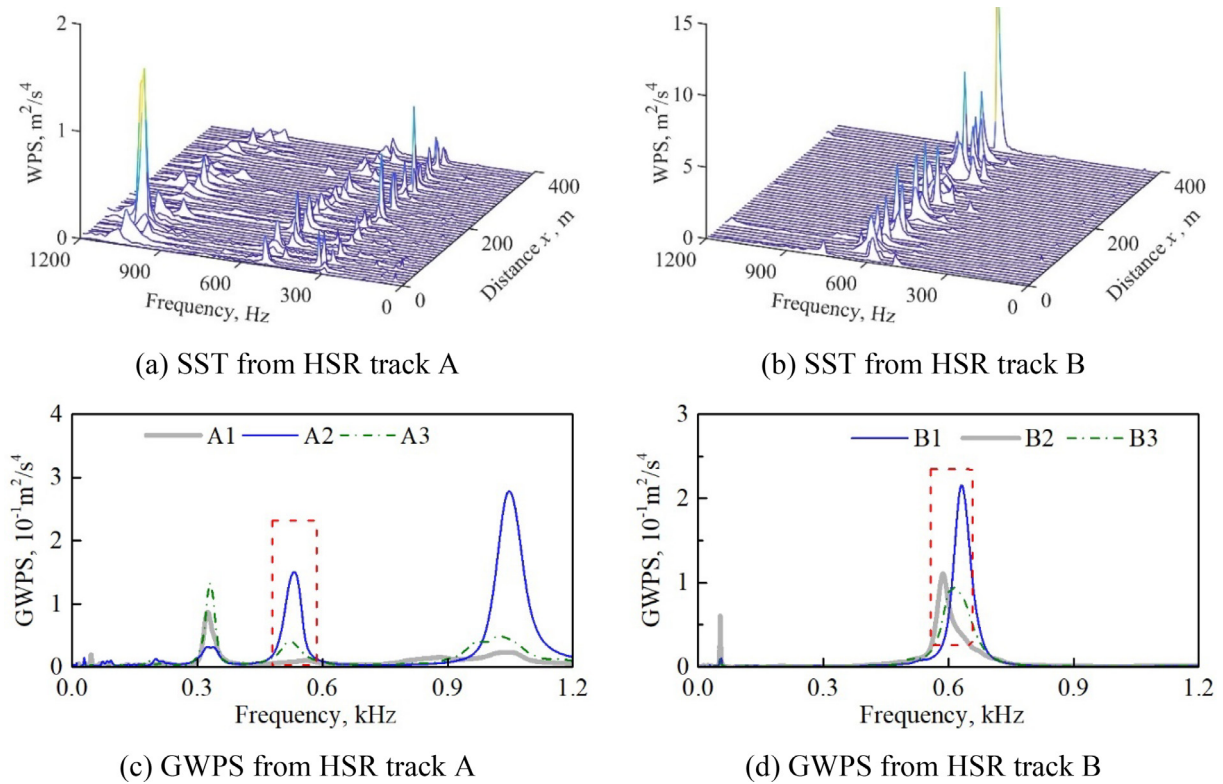 2
1
0
WPS, m²/s⁴
1200
900
600
300
0
Frequency, Hz
0
200
400
Distance x , m
(a) SST from HSR track A
15
10
5
0
WPS, m²/s⁴
1200
900
600
300
0
Frequency, Hz
0
200
400
Distance x , m
(b) SST from HSR track B
4
3
2
1
0
GWPS, 10⁻¹m²/s⁴
A1 A2 A3
0.0 0.3 0.6 0.9 1.2
Frequency, kHz
(c) GWPS from HSR track A
3
2
1
0
GWPS, 10⁻¹m²/s⁴
B1 B2 B3
0.0 0.3 0.6 0.9 1.2
Frequency, kHz
(d) GWPS from HSR track B